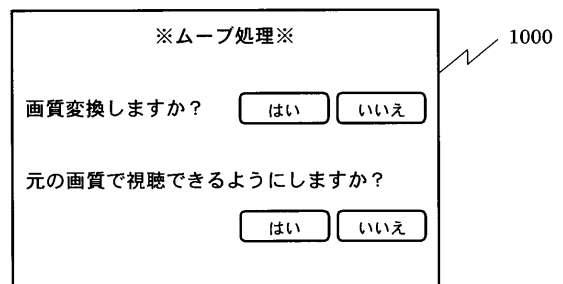 ※ムーブ処理※
1000
画質変換しますか？ はい いいえ
元の画質で視聴できるようにしますか？
はい いいえ